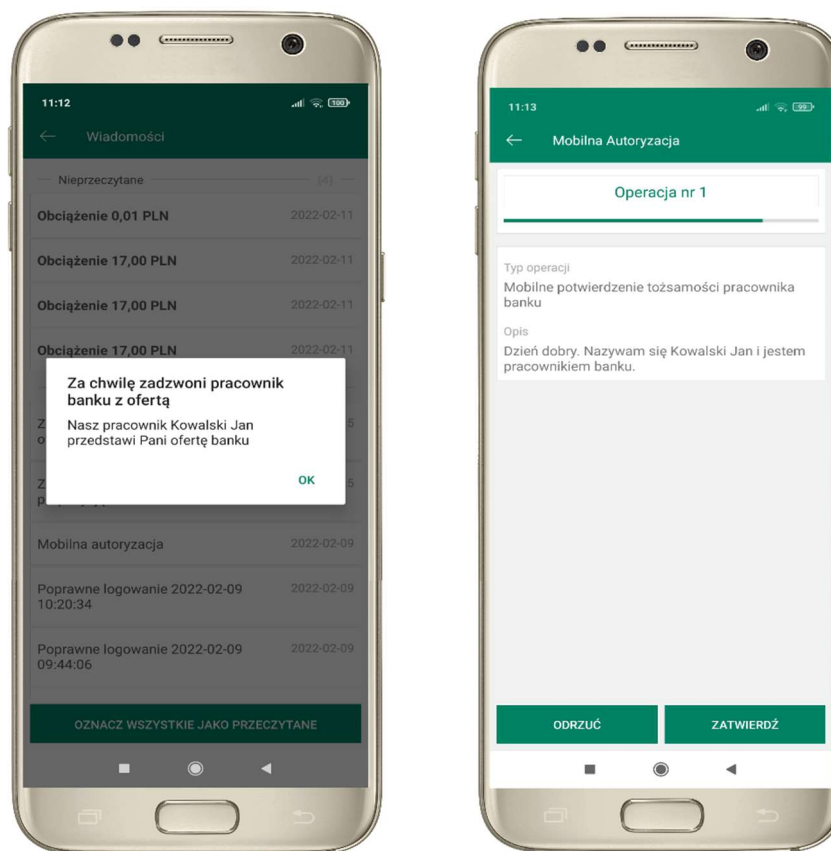 11:12
100
Wiadomości
Nieprzeczytane (4)
Obciążenie 0,01 PLN 2022-02-11
Obciążenie 17,00 PLN 2022-02-11
Obciążenie 17,00 PLN 2022-02-11
Obciążenie 17,00 PLN 2022-02-11
Za chwilę zadzwoni pracownik
banku z ofertą
Nasz pracownik Kowalski Jan
przedstawi Pani ofertę banku
OK
Mobilna autoryzacja 2022-02-09
Poprawne logowanie 2022-02-09 2022-02-09
10:20:34
Poprawne logowanie 2022-02-09 2022-02-09
09:44:06
OZNACZ WSZYSTKIE JAKO PRZECZYTANE
11:13
99
Mobilna Autoryzacja
Operacja nr 1
Typ operacji
Mobilne potwierdzenie tożsamości pracownika
banku
Opis
Dzień dobry. Nazywam się Kowalski Jan i jestem
pracownikiem banku.
ODRZUĆ ZATWIERDŹ